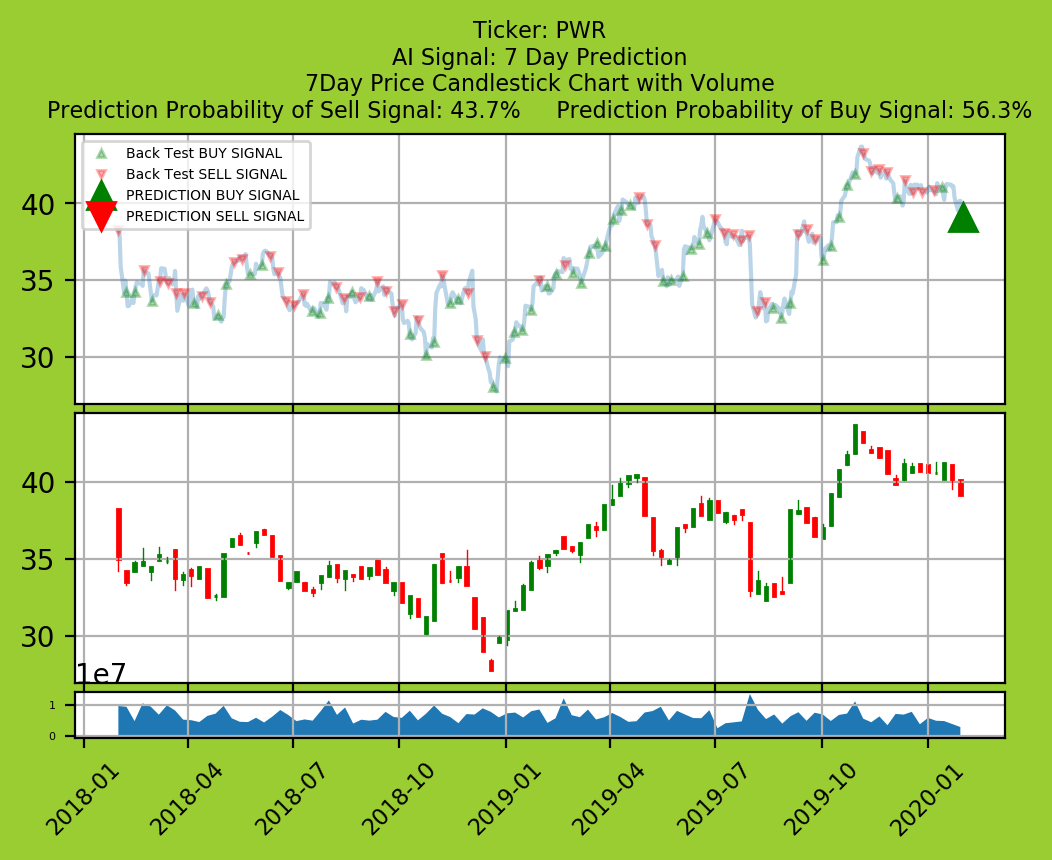 Ticker: PWR
AI Signal: 7 Day Prediction
7Day Price Candlestick Chart with Volume
Prediction Probability of Sell Signal: 43.7%   Prediction Probability of Buy Signal: 56.3%
Back Test BUY SIGNAL
Back Test SELL SIGNAL
PREDICTION BUY SIGNAL
PREDICTION SELL SIGNAL
40
35
30
40
35
30
1e7
1
0
2018-01
2018-04
2018-07
2018-10
2019-01
2019-04
2019-07
2019-10
2020-01